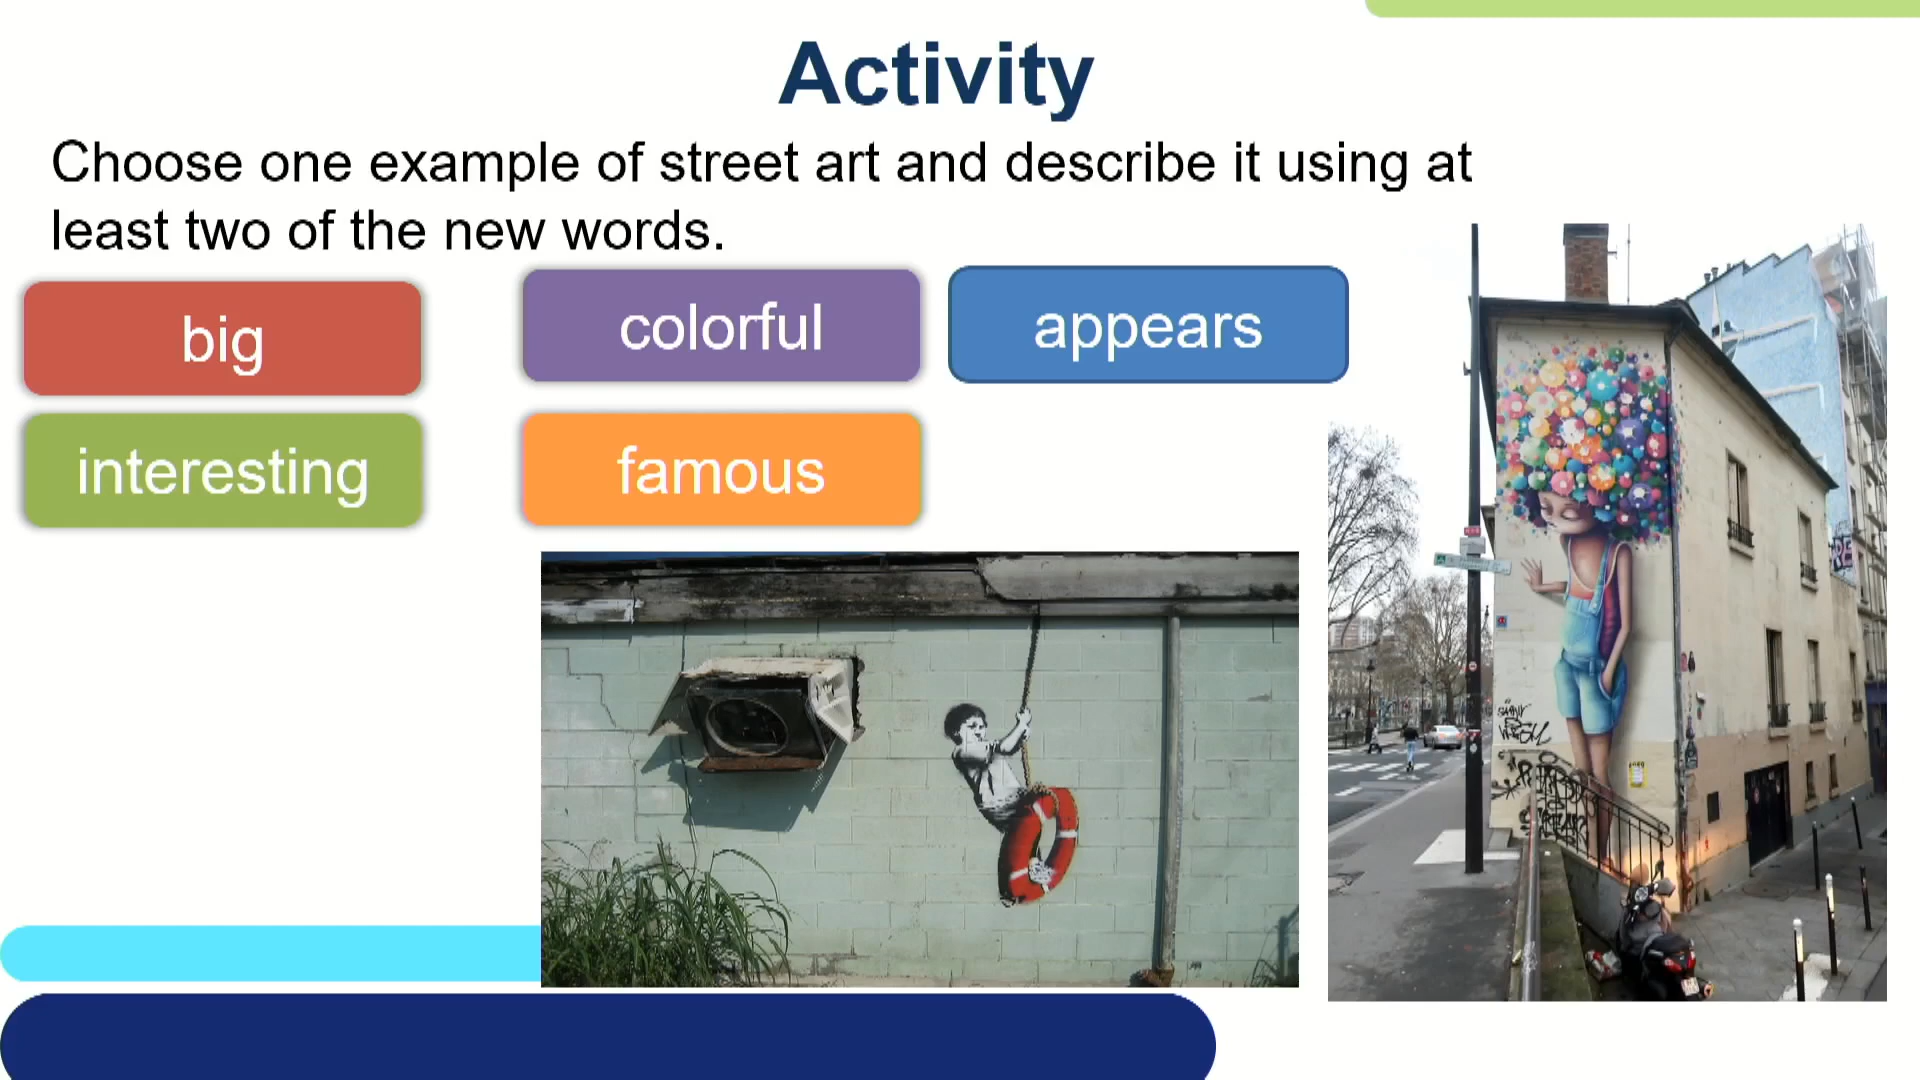 Activity
Choose one example of street art and describe it using at
least two of the new words.
big
colorful
appears
interesting
famous